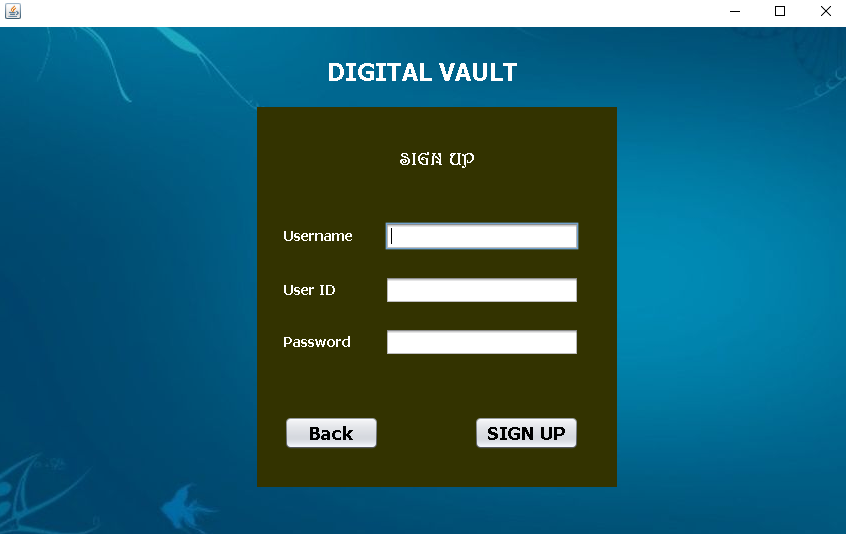 DIGITAL VAULT
SIGN UP
Username
User ID
Password
Back SIGN UP